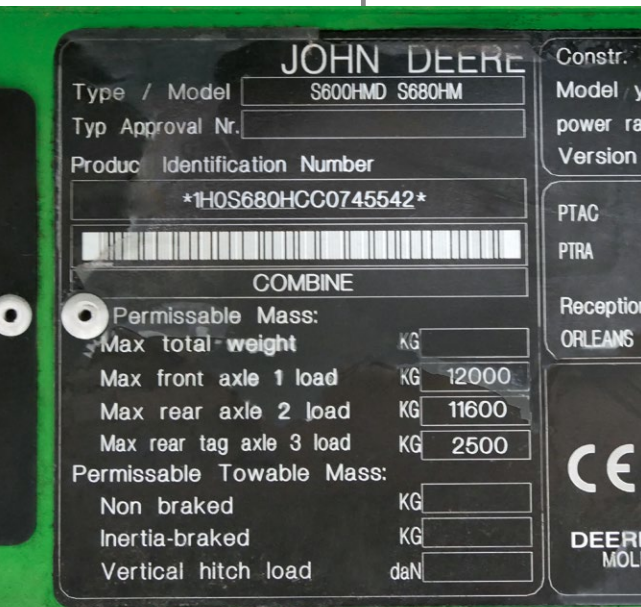 JOHN DEERE
Type / Model S600HMD S680HM
Typ Approval Nr.
Produc Identification Number
*1H0S680HCC0745542*
COMBINE
Permissable Mass:
Max total weight KG
Max front axle 1 load KG 12000
Max rear axle 2 load KG 11600
Max rear tag axle 3 load KG 2500
Permissable Towable Mass:
Non braked KG
Inertia-braked KG
Vertical hitch load daN
Constr.
Model y
power ra
Version
PTAC
PTRA
Reception
ORLEANS
CE
DEERE
MOLI